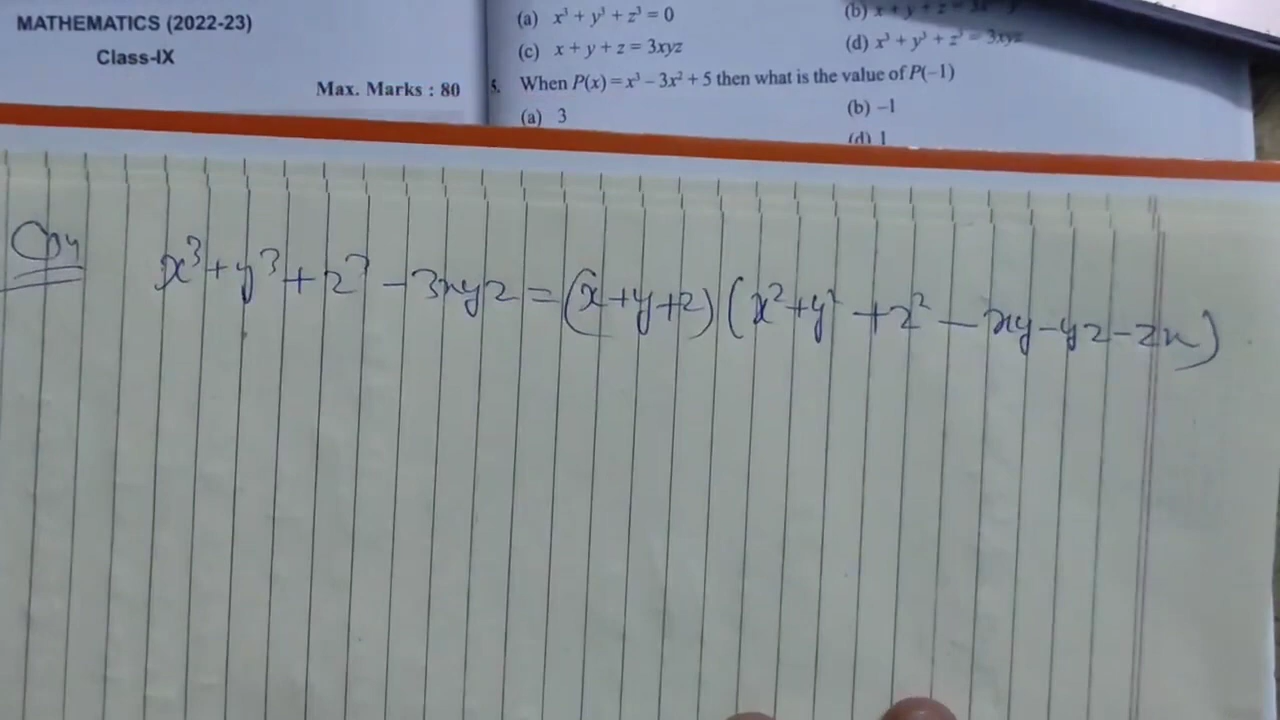 MATHEMATICS (2022-23)
Class-IX
Max. Marks : 80
(a) x³ + y³ + z³ = 0
(c) x + y + z = 3xyz
(d) x³ + y³ + z³ = 3xyz
5. When P(x) = x³ – 3x² + 5 then what is the value of P(–1)
(a) 3
(b) –1
(d) 1
x³ + y³ + z³ - 3xyz = (x + y + z) (x² + y² + z² - xy - yz - zx)